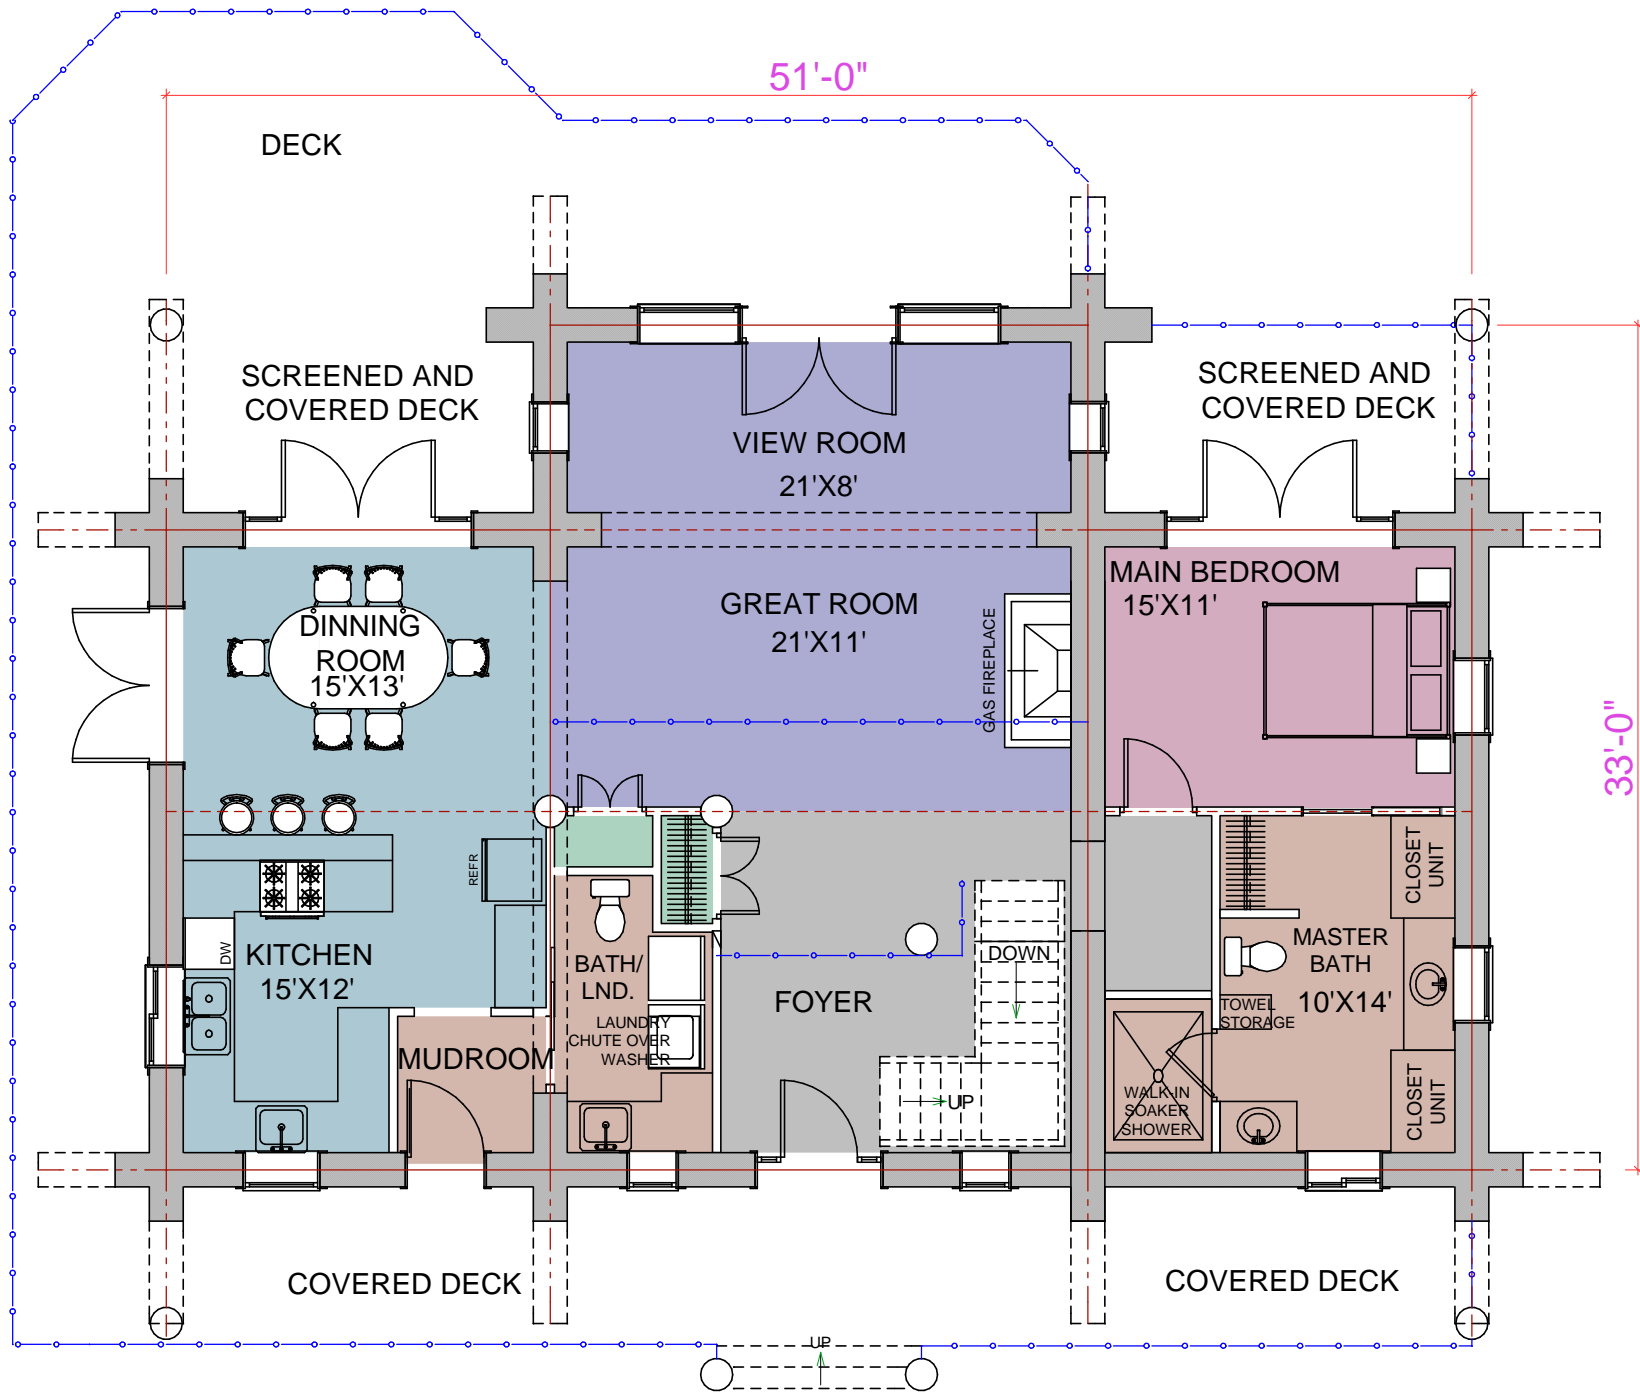 51'-0"
DECK
SCREENED AND
COVERED DECK
SCREENED AND
COVERED DECK
VIEW ROOM
21'X8'
MAIN BEDROOM
15'X11'
GREAT ROOM
21'X11'
GAS FIREPLACE
DINNING
ROOM
15'X13'
33'-0"
REFR
CLOSET
UNIT
DW
KITCHEN
15'X12'
BATH/
LND.
LAUNDRY
CHUTE OVER
WASHER
FOYER
DOWN
MASTER
BATH
10'X14'
TOWEL
STORAGE
MUDROOM
UP
WALK-IN
SOAKER
SHOWER
CLOSET
UNIT
COVERED DECK
COVERED DECK
UP